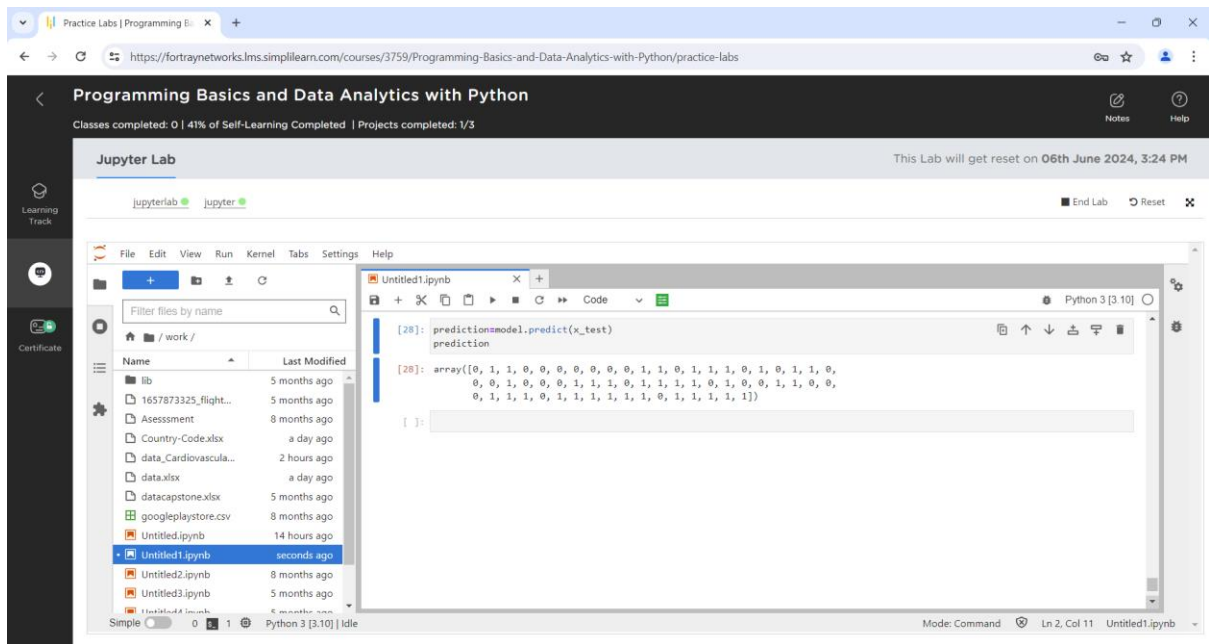 Practice Labs | Programming Ba
https://fortraynetworks.lms.simplilearn.com/courses/3759/Programming-Basics-and-Data-Analytics-with-Python/practice-labs
Programming Basics and Data Analytics with Python
Classes completed: 0 | 41% of Self-Learning Completed | Projects completed: 1/3
Notes
Help
Learning Track
Certificate
Jupyter Lab
This Lab will get reset on 06th June 2024, 3:24 PM
jupyterlab jupyter
End Lab Reset
File Edit View Run Kernel Tabs Settings Help
Filter files by name
/ work /
Name Last Modified
lib 5 months ago
1657873325_flight... 5 months ago
Asesssment 8 months ago
Country-Code.xlsx a day ago
data_Cardiovascula... 2 hours ago
data.xlsx a day ago
datacapstone.xlsx 5 months ago
googleplaystore.csv 8 months ago
Untitled.ipynb 14 hours ago
Untitled1.ipynb seconds ago
Untitled2.ipynb 8 months ago
Untitled3.ipynb 5 months ago
Untitled4.ipynb 5 months ago
Untitled1.ipynb
Code
Python 3 [3.10]
[28]: prediction=model.predict(x_test)
prediction
[28]: array([0, 1, 1, 0, 0, 0, 0, 0, 0, 0, 1, 1, 0, 1, 1, 1, 0, 1, 0, 1, 1, 0,
0, 0, 1, 0, 0, 0, 1, 1, 1, 0, 1, 1, 1, 1, 0, 1, 0, 0, 1, 1, 0, 0,
0, 1, 1, 1, 0, 1, 1, 1, 1, 1, 1, 0, 1, 1, 1, 1, 1])
[ ]:
Simple 0 1 Python 3 [3.10] | Idle
Mode: Command Ln 2, Col 11 Untitled1.ipynb